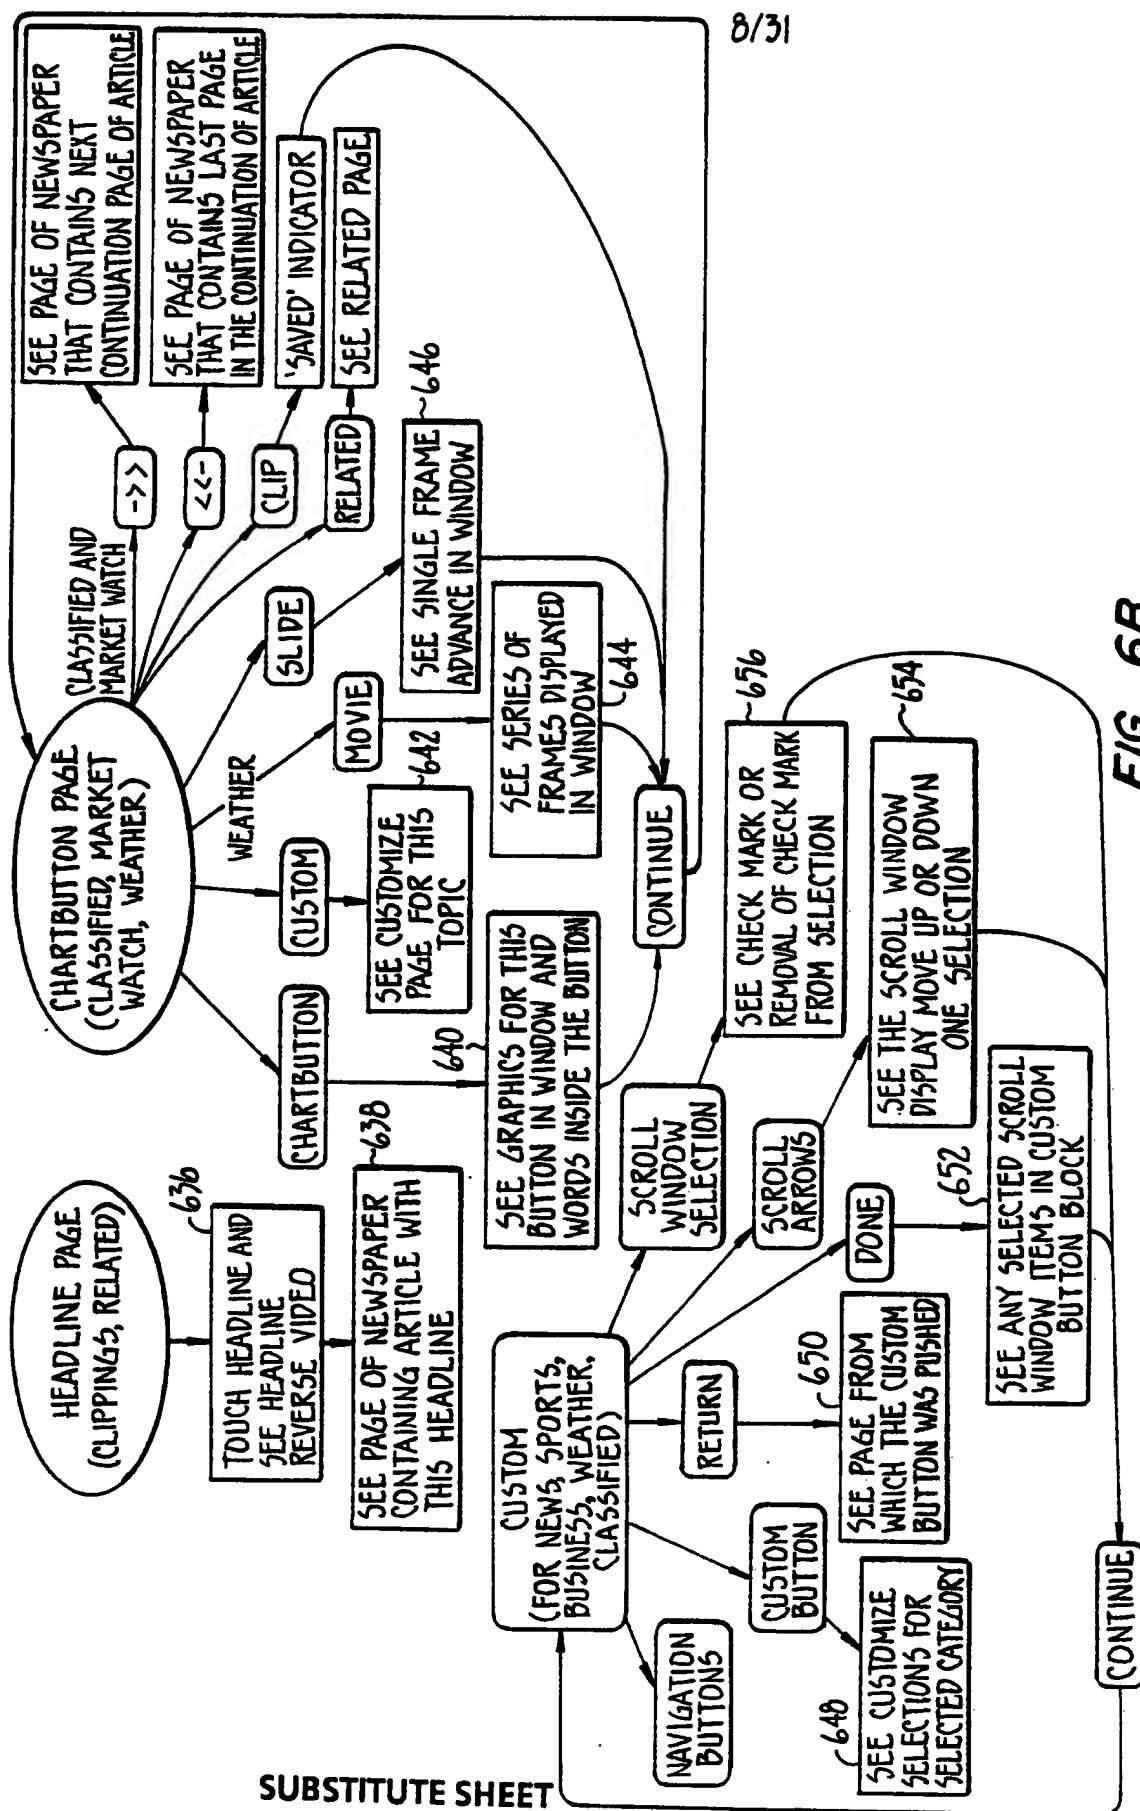 8/31
HEADLINE PAGE
(CLIPPINGS, RELATED)
636
TOUCH HEADLINE AND
SEE HEADLINE
REVERSE VIDEO
638
SEE PAGE OF NEWSPAPER
CONTAINING ARTICLE WITH
THIS HEADLINE
CHARTBUTTON PAGE
(CLASSIFIED, MARKET
WATCH, WEATHER)
CHARTBUTTON
640
SEE GRAPHICS FOR THIS
BUTTON IN WINDOW AND
WORDS INSIDE THE BUTTON
CUSTOM
642
SEE CUSTOMIZE
PAGE FOR THIS
TOPIC
WEATHER
MOVIE
SEE SERIES OF
FRAMES DISPLAYED
IN WINDOW
644
SLIDE
646
SEE SINGLE FRAME
ADVANCE IN WINDOW
CLASSIFIED AND
MARKET WATCH
->>
SEE PAGE OF NEWSPAPER
THAT CONTAINS NEXT
CONTINUATION PAGE OF ARTICLE
<<-
SEE PAGE OF NEWSPAPER
THAT CONTAINS LAST PAGE
IN THE CONTINUATION OF ARTICLE
CLIP
'SAVED' INDICATOR
RELATED
SEE RELATED PAGE
CONTINUE
CUSTOM
(FOR NEWS, SPORTS,
BUSINESS, WEATHER,
CLASSIFIED)
NAVIGATION
BUTTONS
CUSTOM
BUTTON
648
SEE CUSTOMIZE
SELECTIONS FOR
SELECTED CATEGORY
RETURN
650
SEE PAGE FROM
WHICH THE CUSTOM
BUTTON WAS PUSHED
DONE
652
SEE ANY SELECTED SCROLL
WINDOW ITEMS IN CUSTOM
BUTTON BLOCK
SCROLL
ARROWS
654
SEE THE SCROLL WINDOW
DISPLAY MOVE UP OR DOWN
ONE SELECTION
SCROLL
WINDOW
SELECTION
656
SEE CHECK MARK OR
REMOVAL OF CHECK MARK
FROM SELECTION
CONTINUE
FIG. 6B
SUBSTITUTE SHEET